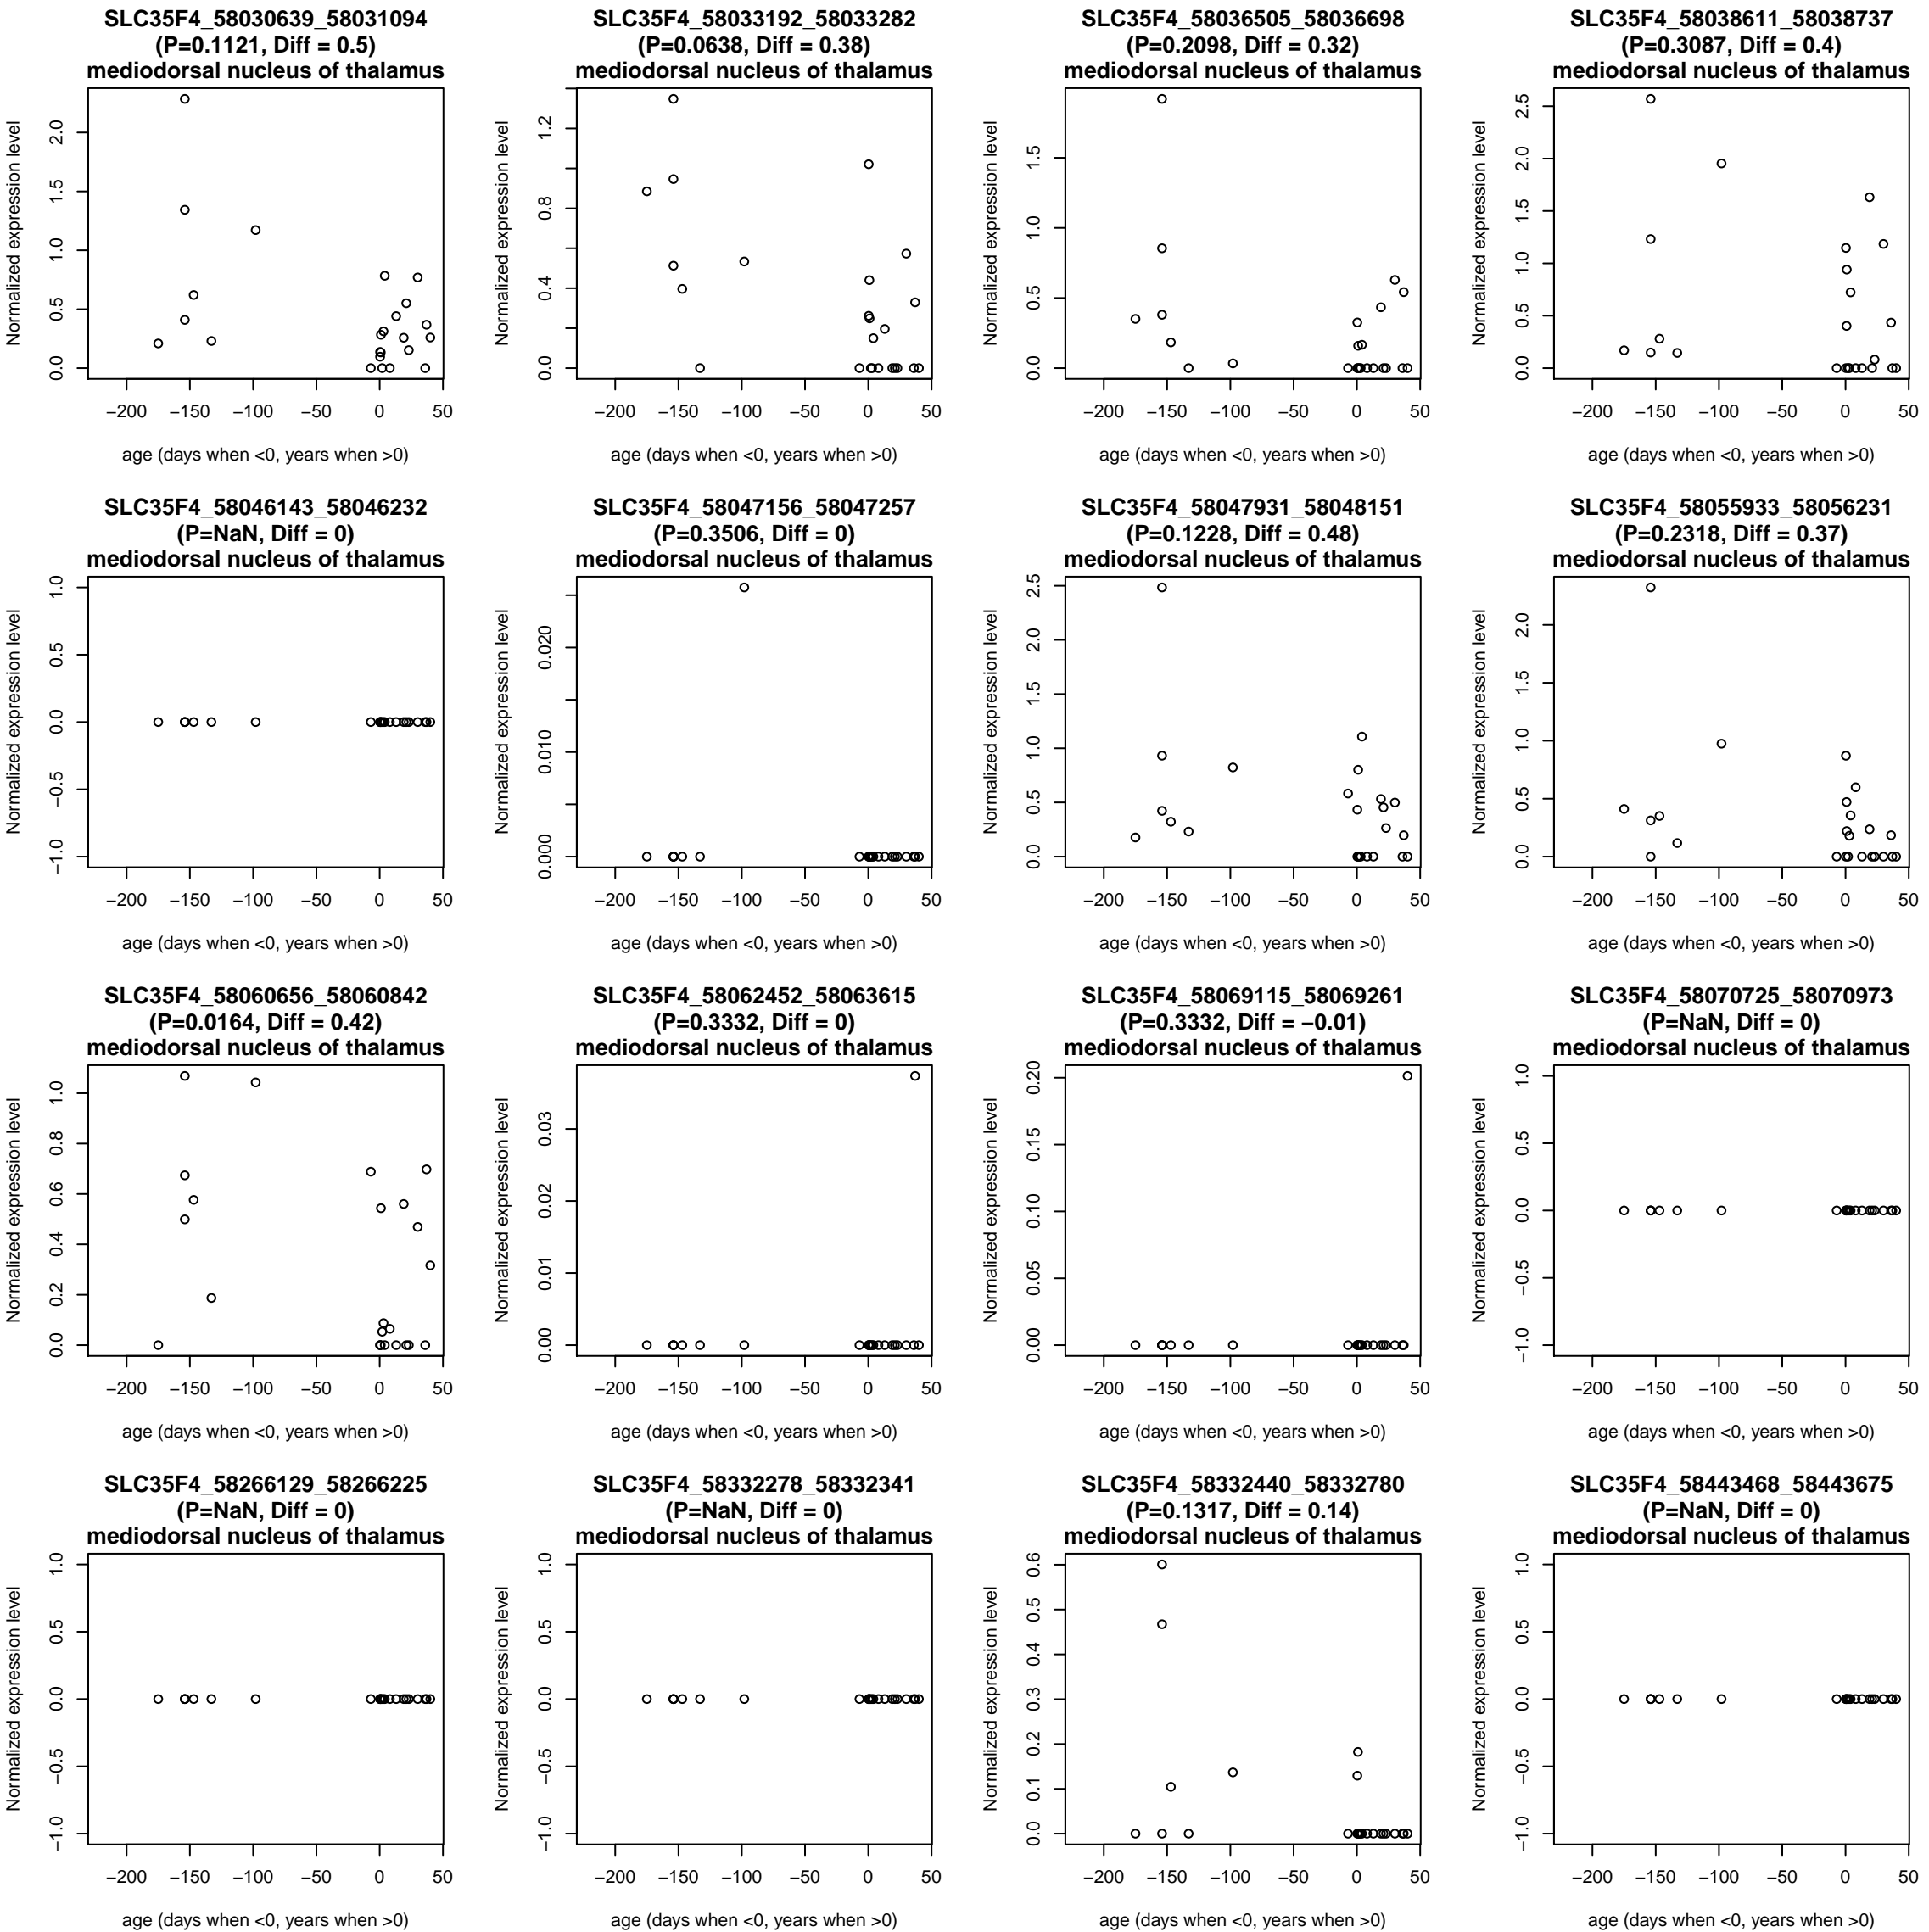 SLC35F4_58030639_58031094
(P=0.1121, Diff = 0.5)
mediodorsal nucleus of thalamus
Normalized expression level
0.0 0.5 1.0 1.5 2.0
−200 −150 −100 −50 0 50
age (days when <0, years when >0)
SLC35F4_58033192_58033282
(P=0.0638, Diff = 0.38)
mediodorsal nucleus of thalamus
Normalized expression level
0.0 0.4 0.8 1.2
−200 −150 −100 −50 0 50
age (days when <0, years when >0)
SLC35F4_58036505_58036698
(P=0.2098, Diff = 0.32)
mediodorsal nucleus of thalamus
Normalized expression level
0.0 0.5 1.0 1.5
−200 −150 −100 −50 0 50
age (days when <0, years when >0)
SLC35F4_58038611_58038737
(P=0.3087, Diff = 0.4)
mediodorsal nucleus of thalamus
Normalized expression level
0.0 0.5 1.0 1.5 2.0 2.5
−200 −150 −100 −50 0 50
age (days when <0, years when >0)
SLC35F4_58046143_58046232
(P=NaN, Diff = 0)
mediodorsal nucleus of thalamus
Normalized expression level
−1.0 −0.5 0.0 0.5 1.0
−200 −150 −100 −50 0 50
age (days when <0, years when >0)
SLC35F4_58047156_58047257
(P=0.3506, Diff = 0)
mediodorsal nucleus of thalamus
Normalized expression level
0.000 0.010 0.020
−200 −150 −100 −50 0 50
age (days when <0, years when >0)
SLC35F4_58047931_58048151
(P=0.1228, Diff = 0.48)
mediodorsal nucleus of thalamus
Normalized expression level
0.0 0.5 1.0 1.5 2.0 2.5
−200 −150 −100 −50 0 50
age (days when <0, years when >0)
SLC35F4_58055933_58056231
(P=0.2318, Diff = 0.37)
mediodorsal nucleus of thalamus
Normalized expression level
0.0 0.5 1.0 1.5 2.0
−200 −150 −100 −50 0 50
age (days when <0, years when >0)
SLC35F4_58060656_58060842
(P=0.0164, Diff = 0.42)
mediodorsal nucleus of thalamus
Normalized expression level
0.0 0.2 0.4 0.6 0.8 1.0
−200 −150 −100 −50 0 50
age (days when <0, years when >0)
SLC35F4_58062452_58063615
(P=0.3332, Diff = 0)
mediodorsal nucleus of thalamus
Normalized expression level
0.00 0.01 0.02 0.03
−200 −150 −100 −50 0 50
age (days when <0, years when >0)
SLC35F4_58069115_58069261
(P=0.3332, Diff = −0.01)
mediodorsal nucleus of thalamus
Normalized expression level
0.00 0.05 0.10 0.15 0.20
−200 −150 −100 −50 0 50
age (days when <0, years when >0)
SLC35F4_58070725_58070973
(P=NaN, Diff = 0)
mediodorsal nucleus of thalamus
Normalized expression level
−1.0 −0.5 0.0 0.5 1.0
−200 −150 −100 −50 0 50
age (days when <0, years when >0)
SLC35F4_58266129_58266225
(P=NaN, Diff = 0)
mediodorsal nucleus of thalamus
Normalized expression level
−1.0 −0.5 0.0 0.5 1.0
−200 −150 −100 −50 0 50
age (days when <0, years when >0)
SLC35F4_58332278_58332341
(P=NaN, Diff = 0)
mediodorsal nucleus of thalamus
Normalized expression level
−1.0 −0.5 0.0 0.5 1.0
−200 −150 −100 −50 0 50
age (days when <0, years when >0)
SLC35F4_58332440_58332780
(P=0.1317, Diff = 0.14)
mediodorsal nucleus of thalamus
Normalized expression level
0.0 0.1 0.2 0.3 0.4 0.5 0.6
−200 −150 −100 −50 0 50
age (days when <0, years when >0)
SLC35F4_58443468_58443675
(P=NaN, Diff = 0)
mediodorsal nucleus of thalamus
Normalized expression level
−1.0 −0.5 0.0 0.5 1.0
−200 −150 −100 −50 0 50
age (days when <0, years when >0)